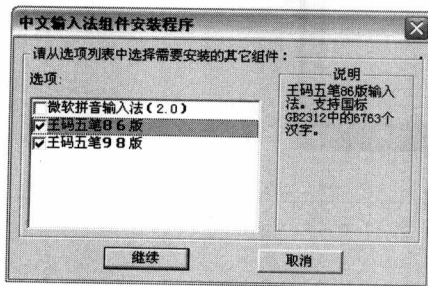 中文输入法组件安装程序
请从选项列表中选择需要安装的其它组件：
选项:
微软拼音输入法(2.0)
王码五笔86版
王码五笔98版
说明
王码五笔86版输入
法。支持国标
GB2312中的6763个
汉字。
继续
取消